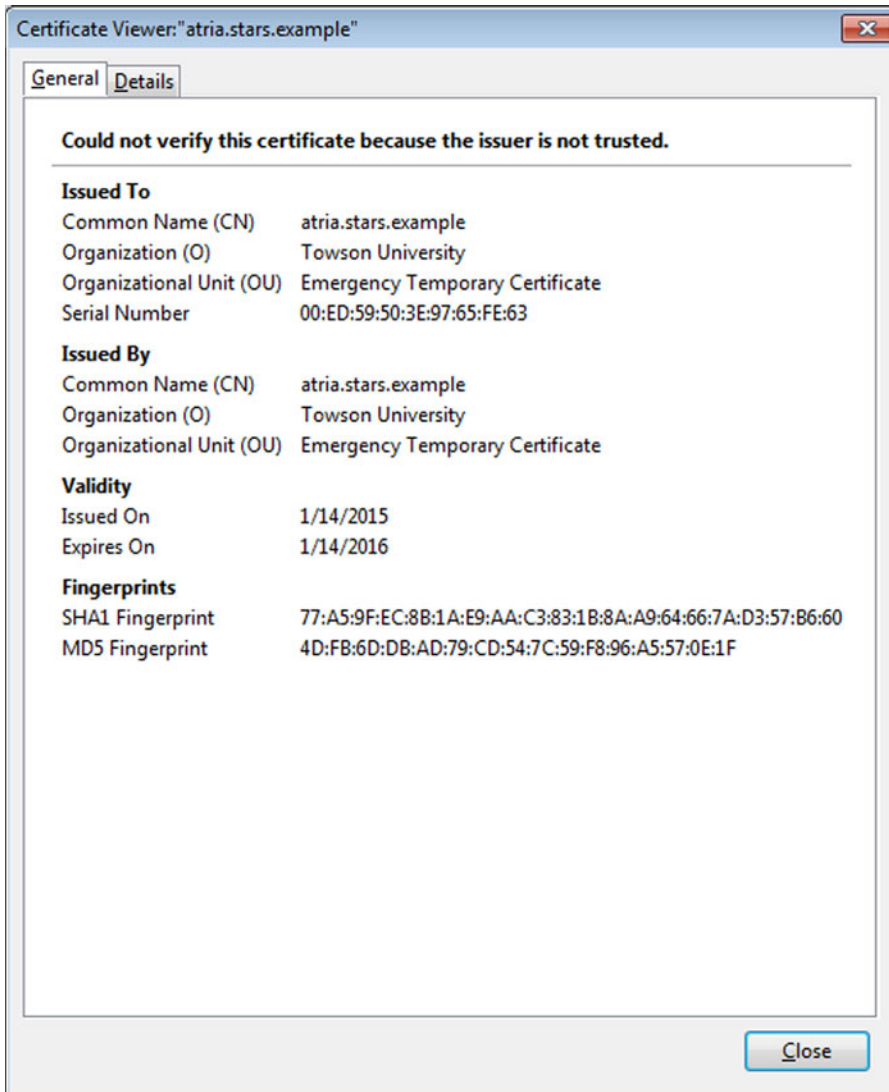 Certificate Viewer:"atria.stars.example"
General Details
Could not verify this certificate because the issuer is not trusted.
Issued To
Common Name (CN) atria.stars.example
Organization (O) Towson University
Organizational Unit (OU) Emergency Temporary Certificate
Serial Number 00:ED:59:50:3E:97:65:FE:63
Issued By
Common Name (CN) atria.stars.example
Organization (O) Towson University
Organizational Unit (OU) Emergency Temporary Certificate
Validity
Issued On 1/14/2015
Expires On 1/14/2016
Fingerprints
SHA1 Fingerprint 77:A5:9F:EC:8B:1A:E9:AA:C3:83:1B:8A:A9:64:66:7A:D3:57:B6:60
MD5 Fingerprint 4D:FB:6D:DB:AD:79:CD:54:7C:59:F8:96:A5:57:0E:1F
Close